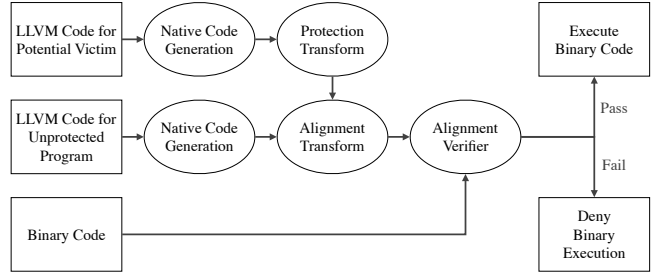 LLVM Code for
Potential Victim
Native Code
Generation
Protection
Transform
Execute
Binary Code
LLVM Code for
Unprotected
Program
Native Code
Generation
Alignment
Transform
Alignment
Verifier
Pass
Fail
Binary Code
Deny
Binary
Execution